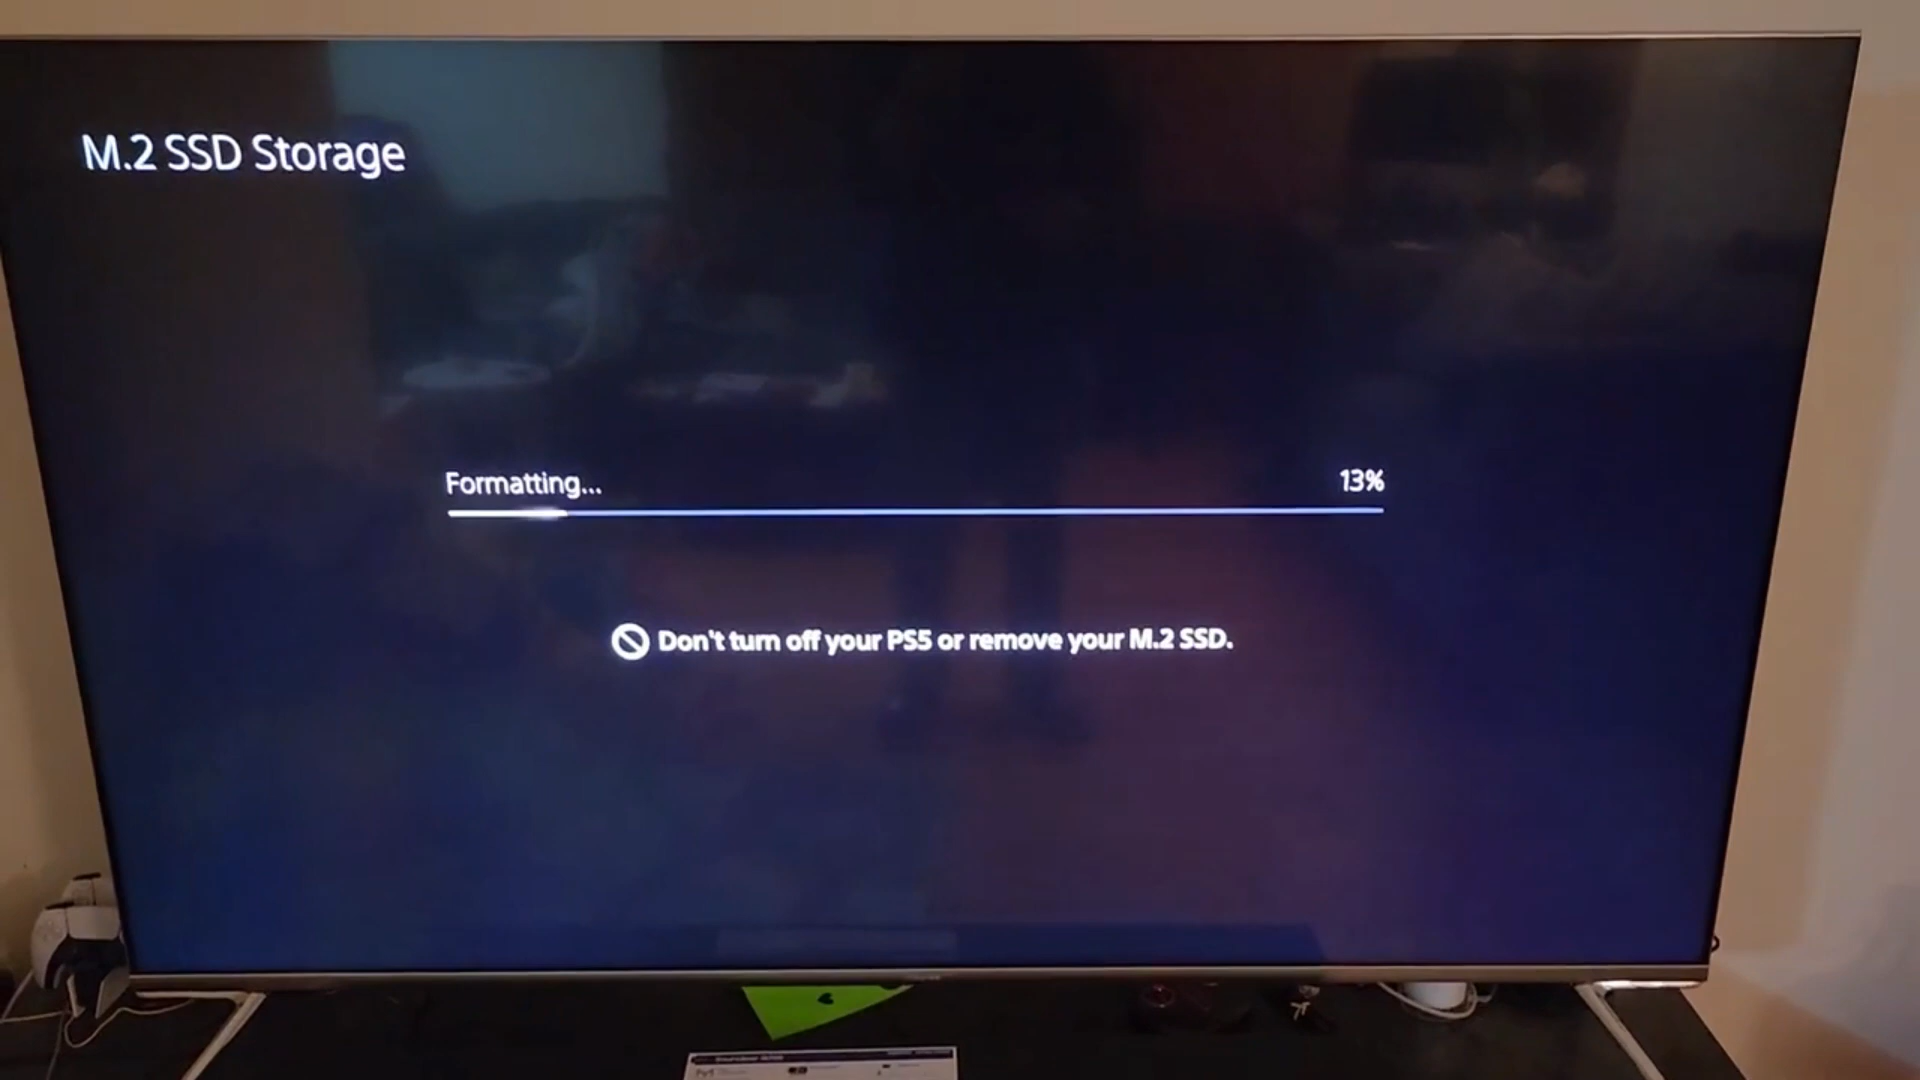 M.2 SSD Storage
Formatting...
13%
Don't turn off your PS5 or remove your M.2 SSD.